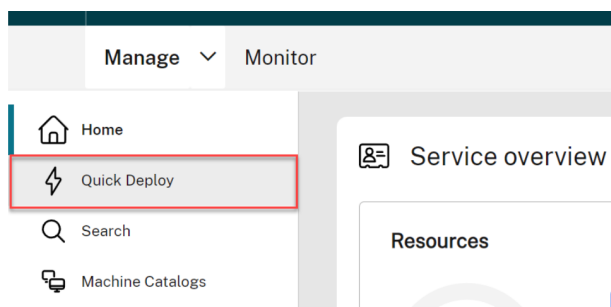 Manage Monitor
Home
Quick Deploy
Search
Machine Catalogs
Service overview
Resources